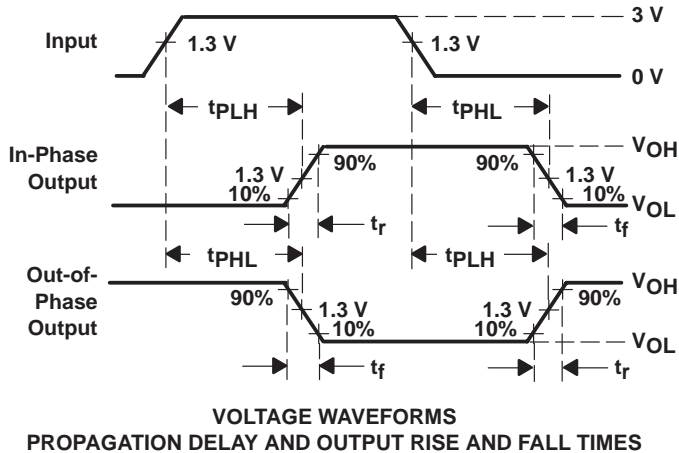 3 V
Input
1.3 V
1.3 V
0 V
tPLH
tPHL
In-Phase
Output
VOH
90%
90%
1.3 V
1.3 V
10%
10%
VOL
tr
tf
tPHL
tPLH
Out-of-
Phase
Output
VOH
90%
90%
1.3 V
1.3 V
10%
10%
VOL
tf
tr
VOLTAGE WAVEFORMS
PROPAGATION DELAY AND OUTPUT RISE AND FALL TIMES